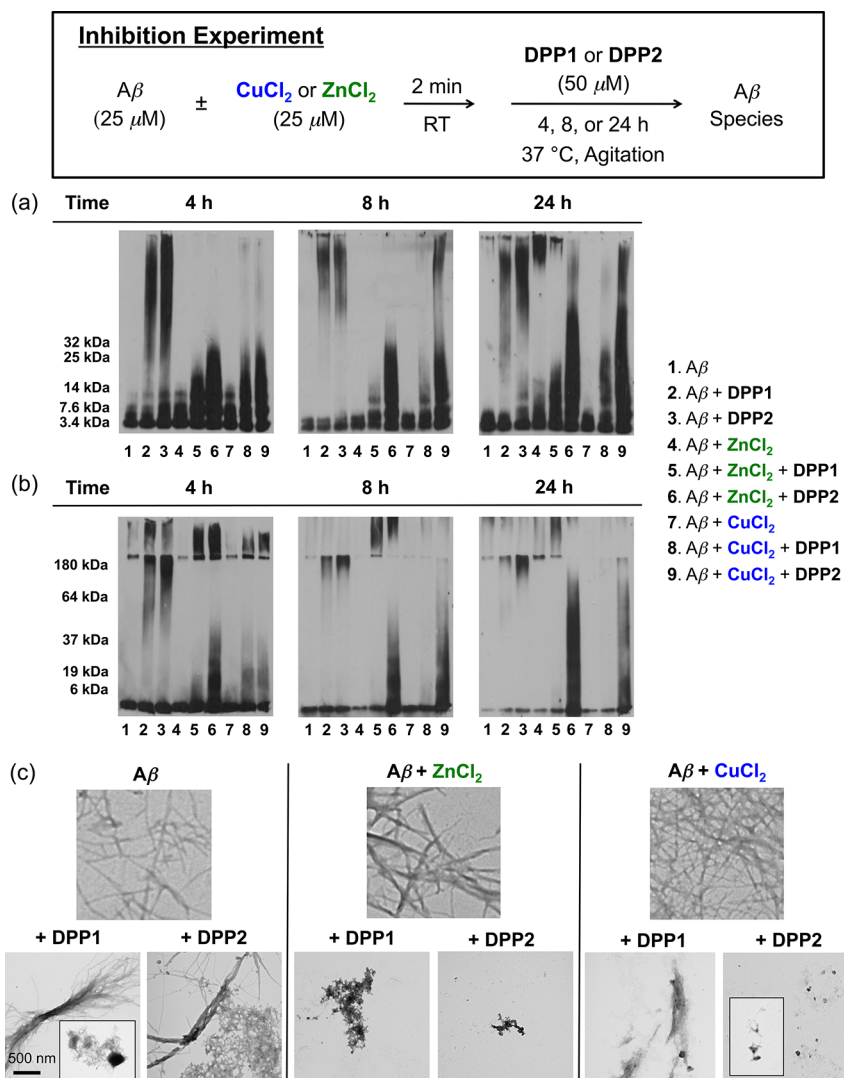 Inhibition Experiment
Aβ
(25 μM)
±
CuCl₂ or ZnCl₂
(25 μM)
2 min
RT
DPP1 or DPP2
(50 μM)
4, 8, or 24 h
37 °C, Agitation
Aβ
Species
(a)
Time 4 h 8 h 24 h
32 kDa
25 kDa
14 kDa
7.6 kDa
3.4 kDa
1 2 3 4 5 6 7 8 9 1 2 3 4 5 6 7 8 9 1 2 3 4 5 6 7 8 9
(b)
Time 4 h 8 h 24 h
180 kDa
64 kDa
37 kDa
19 kDa
6 kDa
1 2 3 4 5 6 7 8 9 1 2 3 4 5 6 7 8 9 1 2 3 4 5 6 7 8 9
1. Aβ
2. Aβ + DPP1
3. Aβ + DPP2
4. Aβ + ZnCl₂
5. Aβ + ZnCl₂ + DPP1
6. Aβ + ZnCl₂ + DPP2
7. Aβ + CuCl₂
8. Aβ + CuCl₂ + DPP1
9. Aβ + CuCl₂ + DPP2
(c)
Aβ
+ DPP1 + DPP2
500 nm
Aβ + ZnCl₂
+ DPP1 + DPP2
Aβ + CuCl₂
+ DPP1 + DPP2